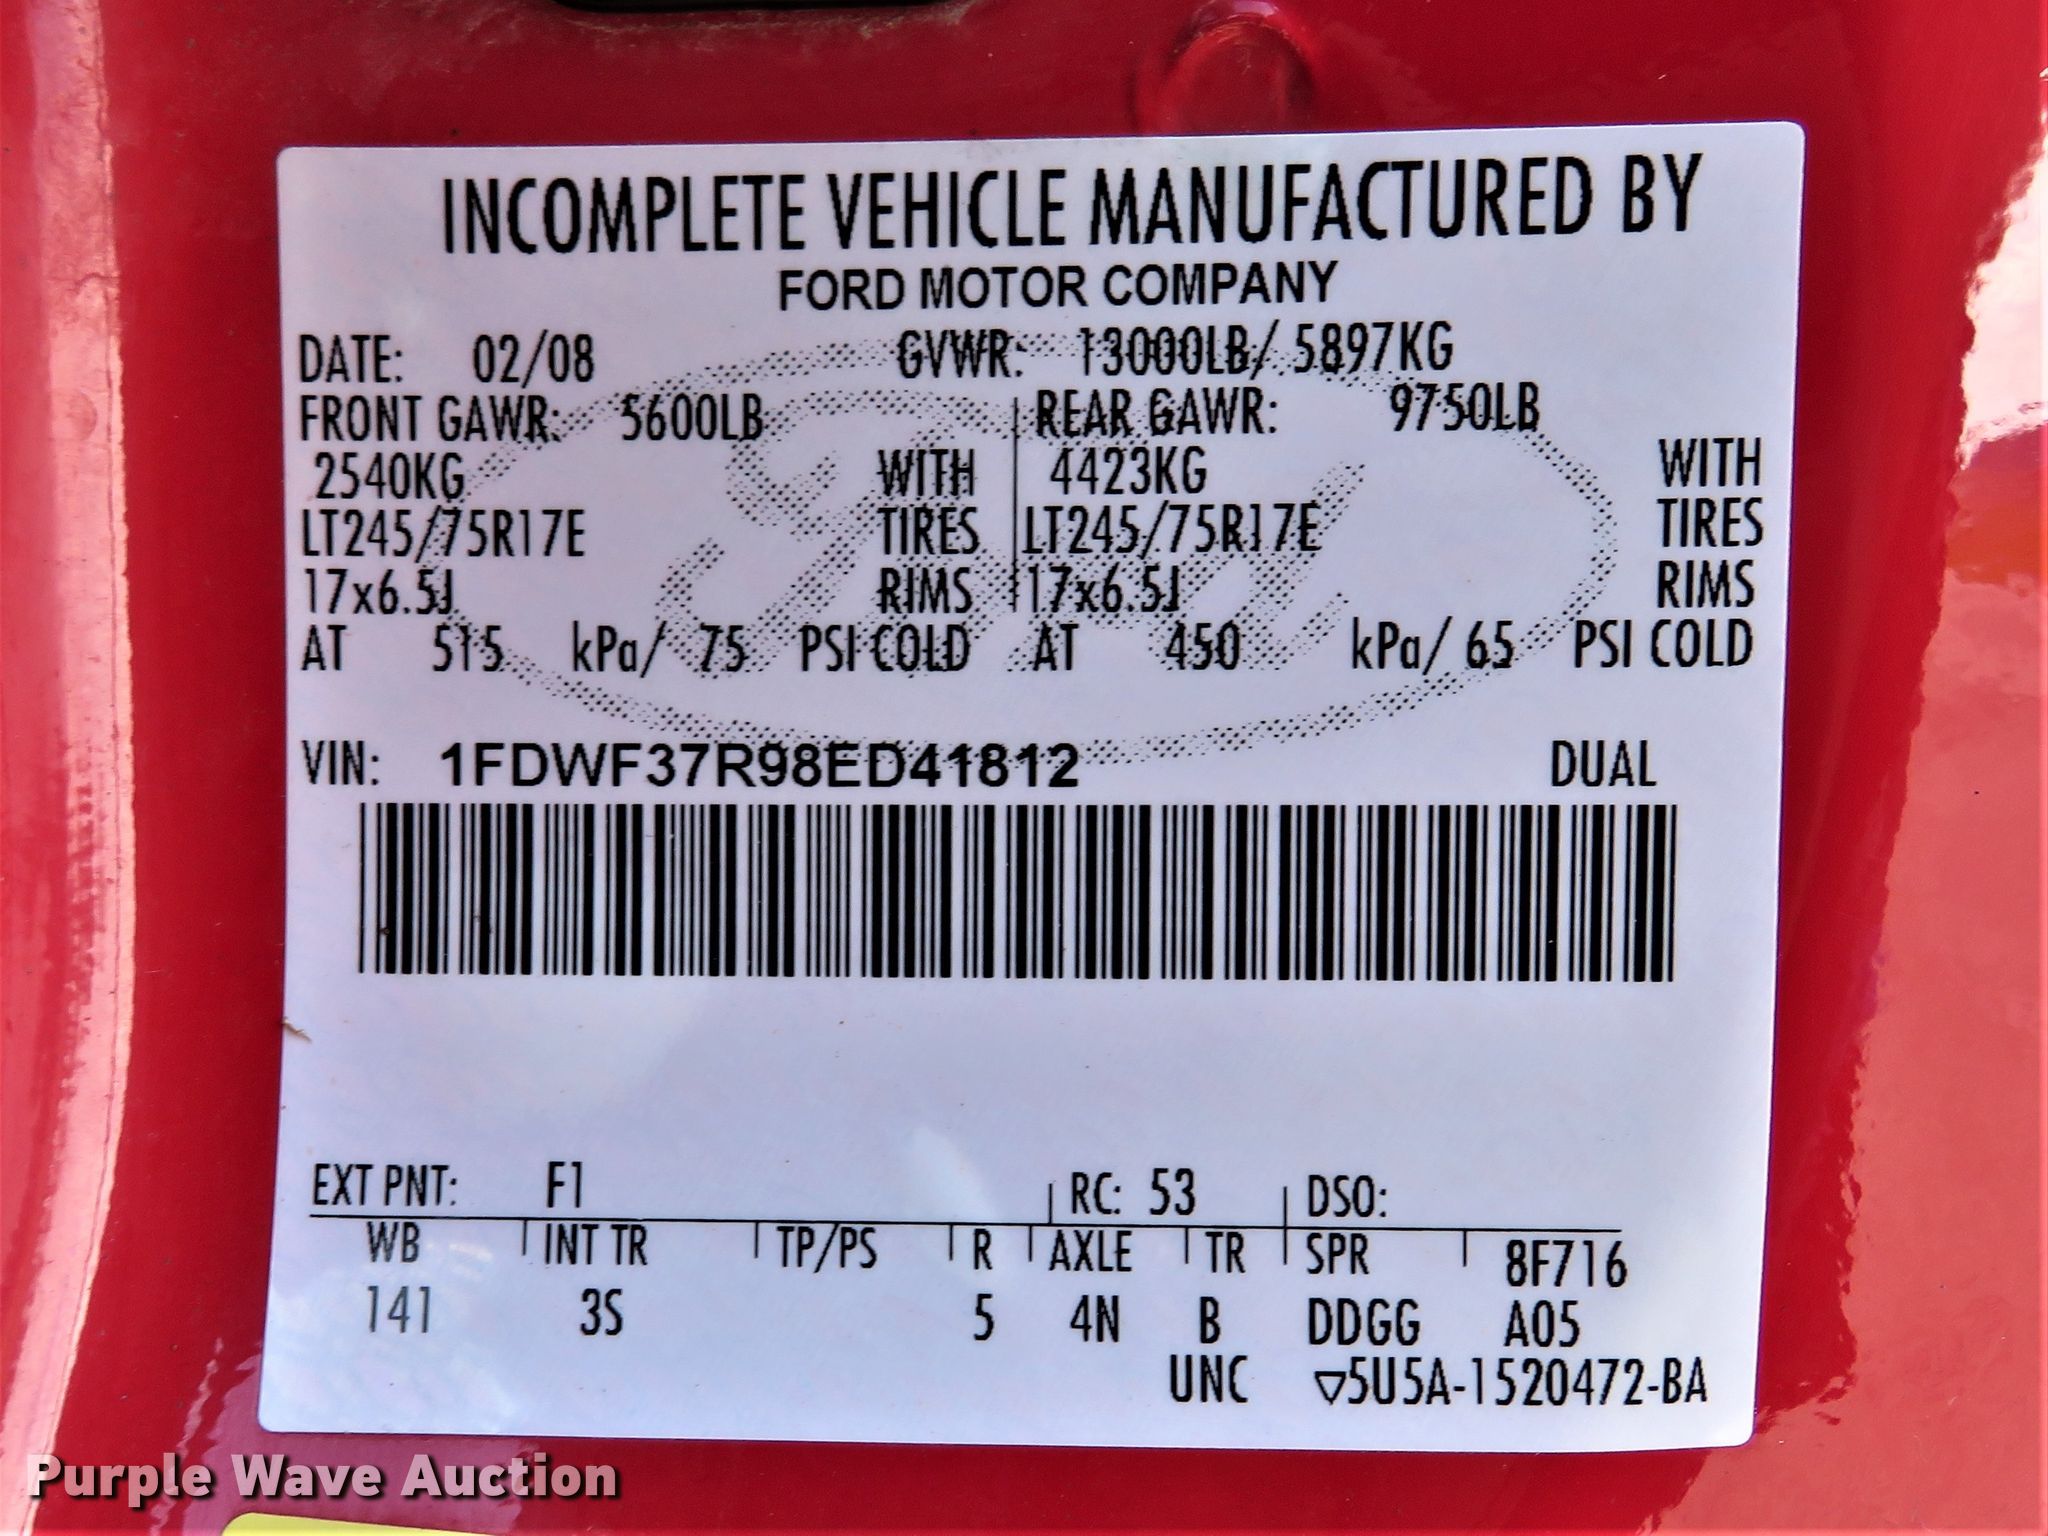 INCOMPLETE VEHICLE MANUFACTURED BY
FORD MOTOR COMPANY
DATE: 02/08 GVWR: 13000LB/ 5897KG
FRONT GAWR: 5600LB REAR GAWR: 9750LB
2540KG WITH 4423KG WITH
LT245/75R17E TIRES LT245/75R17E TIRES
17x6.5J RIMS 17x6.5J RIMS
AT 515 kPa/ 75 PSI COLD AT 450 kPa/ 65 PSI COLD
VIN: 1FDWF37R98ED41812 DUAL
EXT PNT: F1 RC: 53 DSO:
WB INT TR TP/PS R AXLE TR SPR 8F716
141 3S 5 4N B DDGG A05
UNC ▽5U5A-1520472-BA
Purple Wave Auction